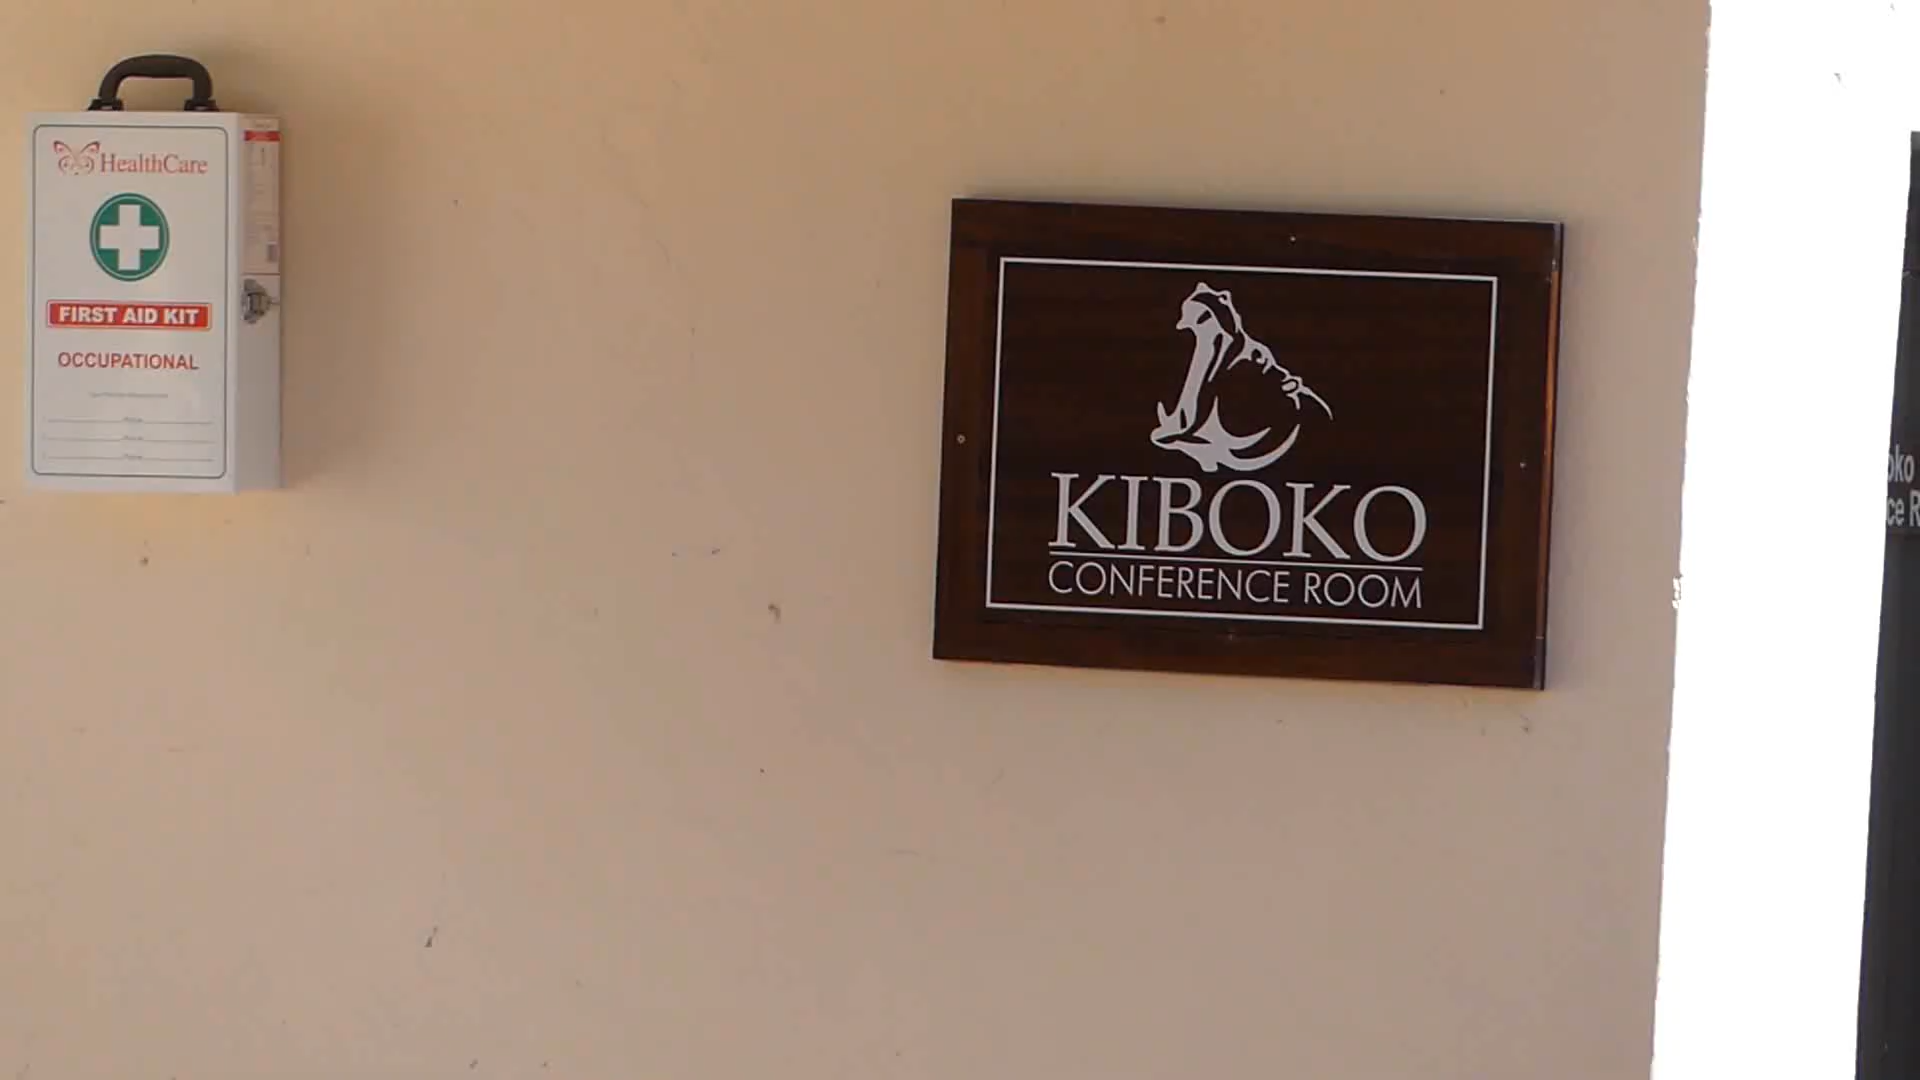 HealthCare
FIRST AID KIT
OCCUPATIONAL
KIBOKO
CONFERENCE ROOM